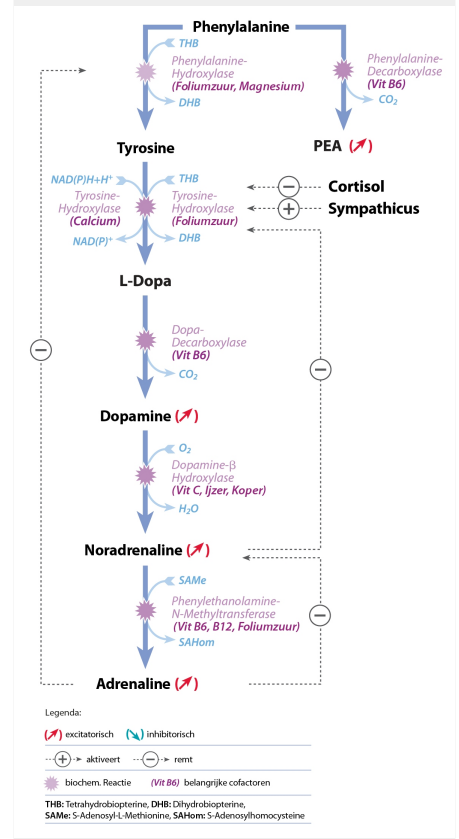 Phenylalanine
THB
Phenylalanine-
Hydroxylase
(Foliumzuur, Magnesium)
DHB
Phenylalanine-
Decarboxylase
(Vit B6)
CO₂
Tyrosine
PEA (↗)
NAD(P)H+H⁺
THB
Tyrosine-
Hydroxylase
(Calcium)
Tyrosine-
Hydroxylase
(Foliumzuur)
NAD(P)⁺
DHB
− Cortisol
+ Sympathicus
L-Dopa
Dopa-
Decarboxylase
(Vit B6)
CO₂
−
−
Dopamine (↗)
O₂
Dopamine-β
Hydroxylase
(Vit C, Ijzer, Koper)
H₂O
Noradrenaline (↗)
SAMe
Phenylethanolamine-
N-Methyltransferase
(Vit B6, B12, Foliumzuur)
SAHom
−
Adrenaline (↗)
Legenda:
(↗) excitatorisch (↘) inhibitorisch
+ aktiveert − remt
biochem. Reactie (Vit B6) belangrijke cofactoren
THB: Tetrahydrobiopterine, DHB: Dihydrobiopterine,
SAMe: S-Adenosyl-L-Methionine, SAHom: S-Adenosylhomocysteine